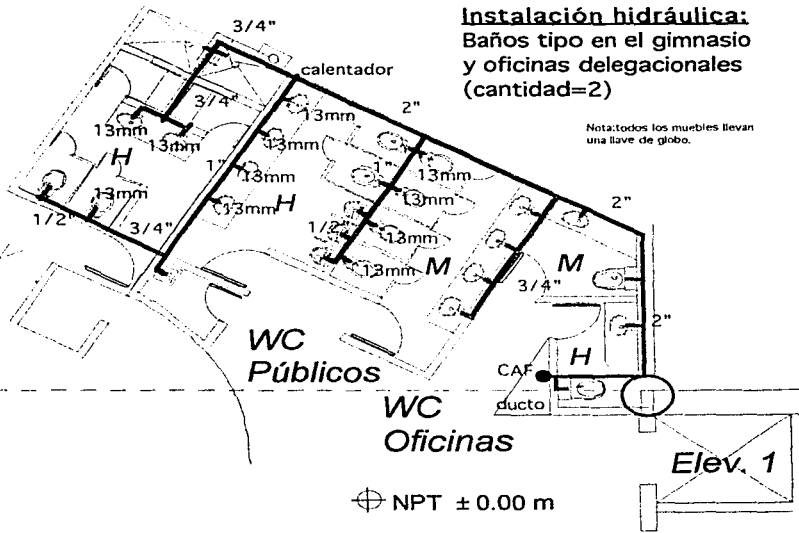 Instalación hidráulica:
Baños tipo en el gimnasio
y oficinas delegacionales
(cantidad=2)
Nota:todos los muebles llevan
una llave de globo.
3/4"
calentador
3/4"
2"
13mm
13mm
13mm
13mm
H
1"
13mm
1"
13mm
13mm
13mm
H
13mm
2"
1/2"
3/4"
1/2"
13mm
M
M
13mm
3/4"
2"
WC
Públicos
H
CAF
ducto
WC
Oficinas
Elev. 1
NPT ± 0.00 m